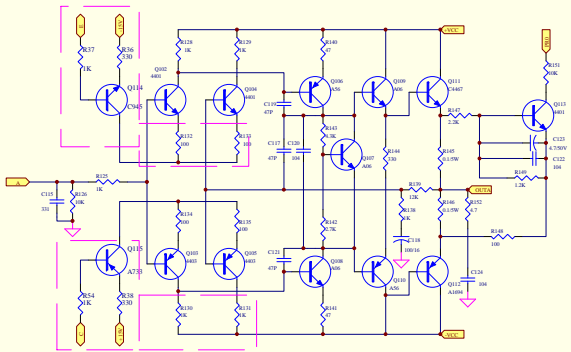 R37
1K
R36
330
Q114
C945
R128
1K
R129
1K
Q102
4401
Q104
4401
R132
100
R133
100
R140
47
Q106
A56
Q109
A06
Q111
C4467
+VCC
R151
10K
Q113
4401
R147
2.2K
C119
47P
R143
3.3K
C117
47P
C120
104
Q107
A06
R144
330
R145
0.1/5W
C123
4.7/50V
C122
104
R149
1.2K
A
R125
1K
C115
331
R126
10K
R139
12K
OUTA
R138
1K
R146
0.1/5W
R152
4.7
R134
100
R135
100
R142
2.7K
C118
100/16
R148
100
Q115
A733
Q103
4403
Q105
4403
C121
47P
Q108
A06
Q110
A56
Q112
A1694
C124
104
R54
1K
R38
330
R130
1K
R131
1K
R141
47
-VCC